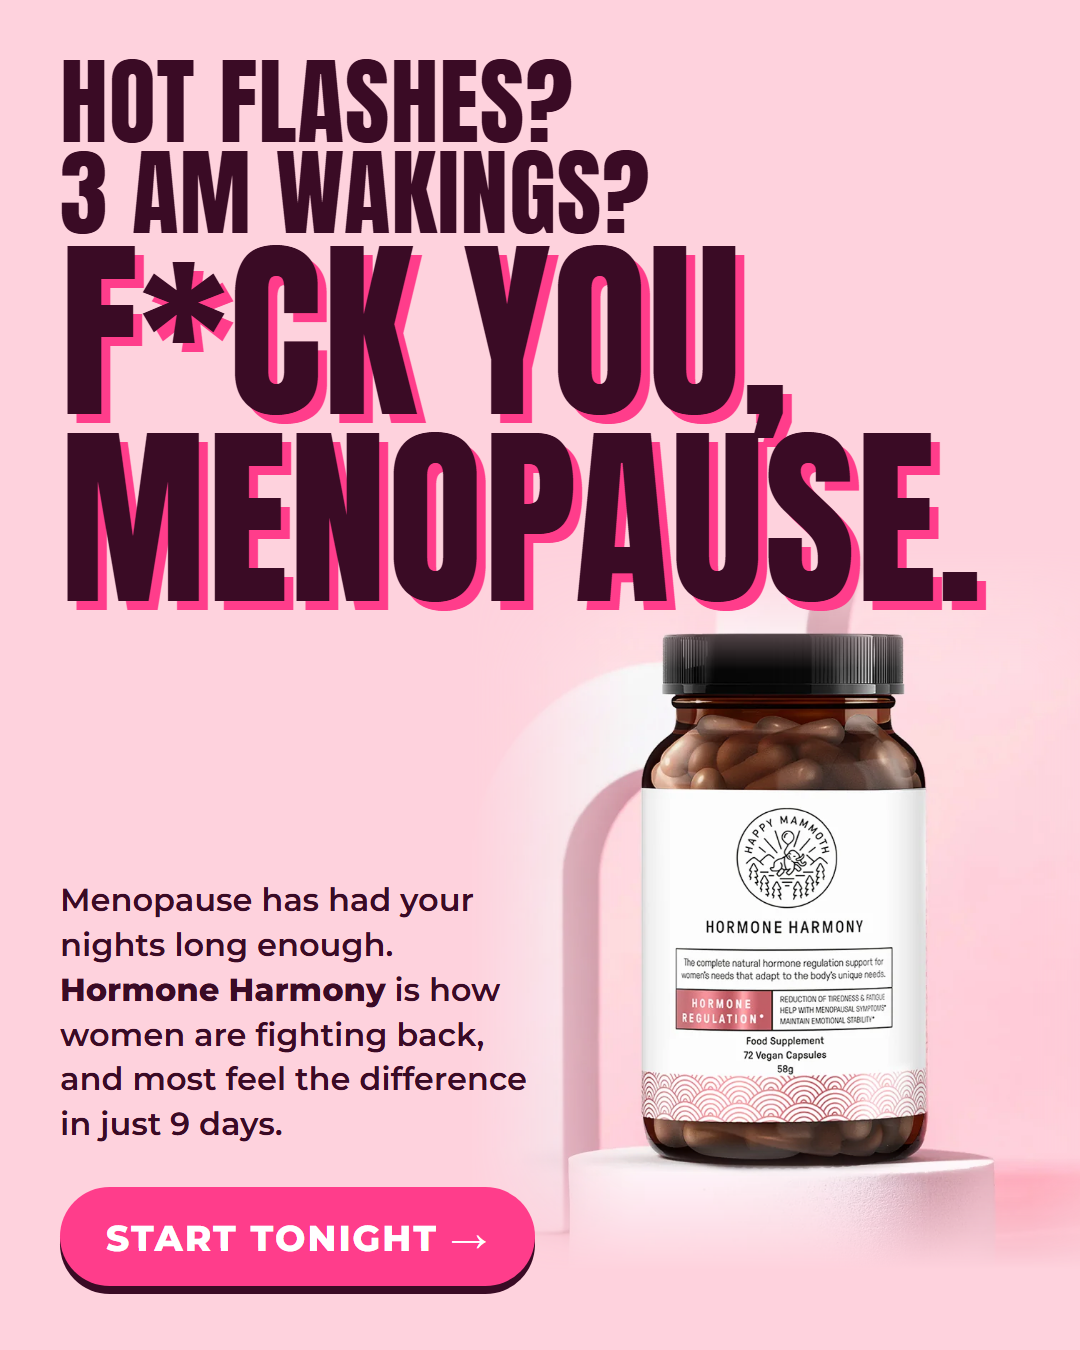 HOT FLASHES?
3 AM WAKINGS?
F*CK YOU,
MENOPAUSE.
HAPPY MAMMOTH
HORMONE HARMONY
The complete natural hormone regulation support for
women's needs that adapt to the body's unique needs.
HORMONE
REGULATION*
REDUCTION OF TIREDNESS & FATIGUE
HELP WITH MENOPAUSAL SYMPTOMS*
MAINTAIN EMOTIONAL STABILITY*
Food Supplement
72 Vegan Capsules
58g
Menopause has had your
nights long enough.
Hormone Harmony is how
women are fighting back,
and most feel the difference
in just 9 days.
START TONIGHT →